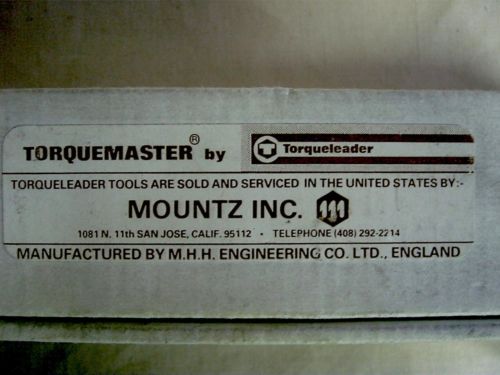 TORQUEMASTER® by Torqueleader
TORQUELEADER TOOLS ARE SOLD AND SERVICED IN THE UNITED STATES BY:-
MOUNTZ INC.
1081 N. 11th SAN JOSE, CALIF. 95112 - TELEPHONE (408) 292-2214
MANUFACTURED BY M.H.H. ENGINEERING CO. LTD., ENGLAND